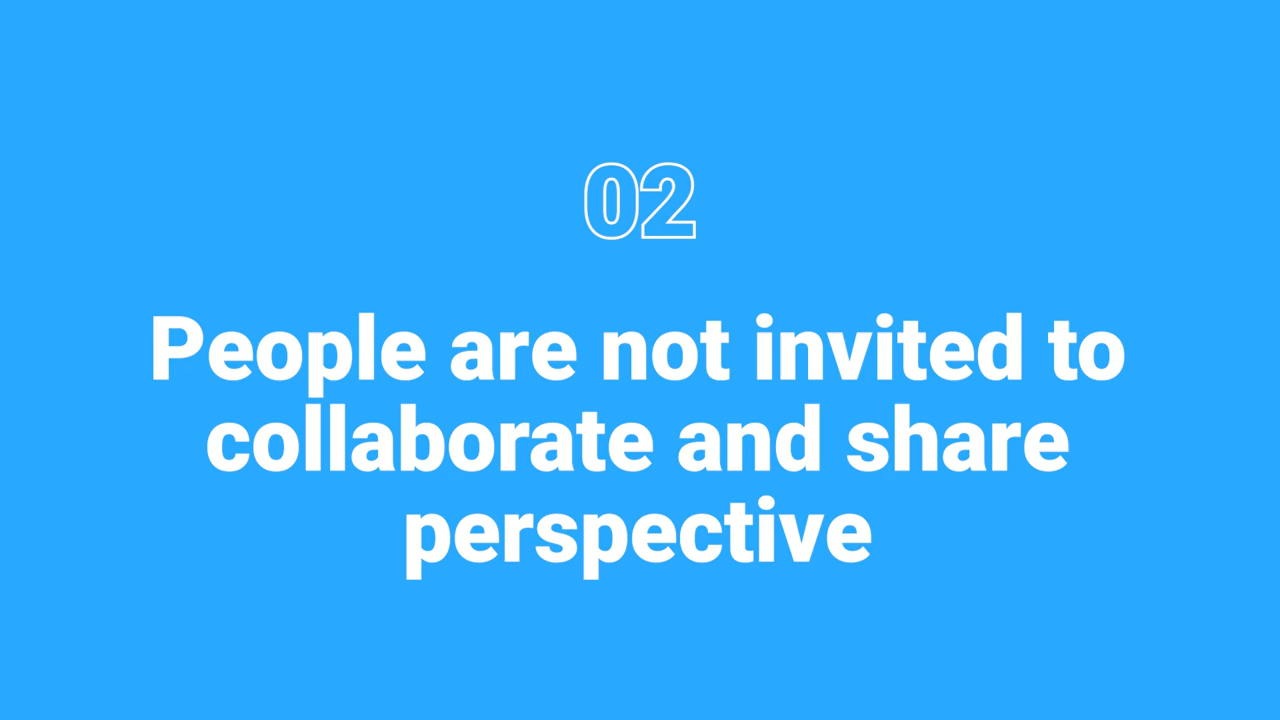 02
People are not invited to
collaborate and share
perspective